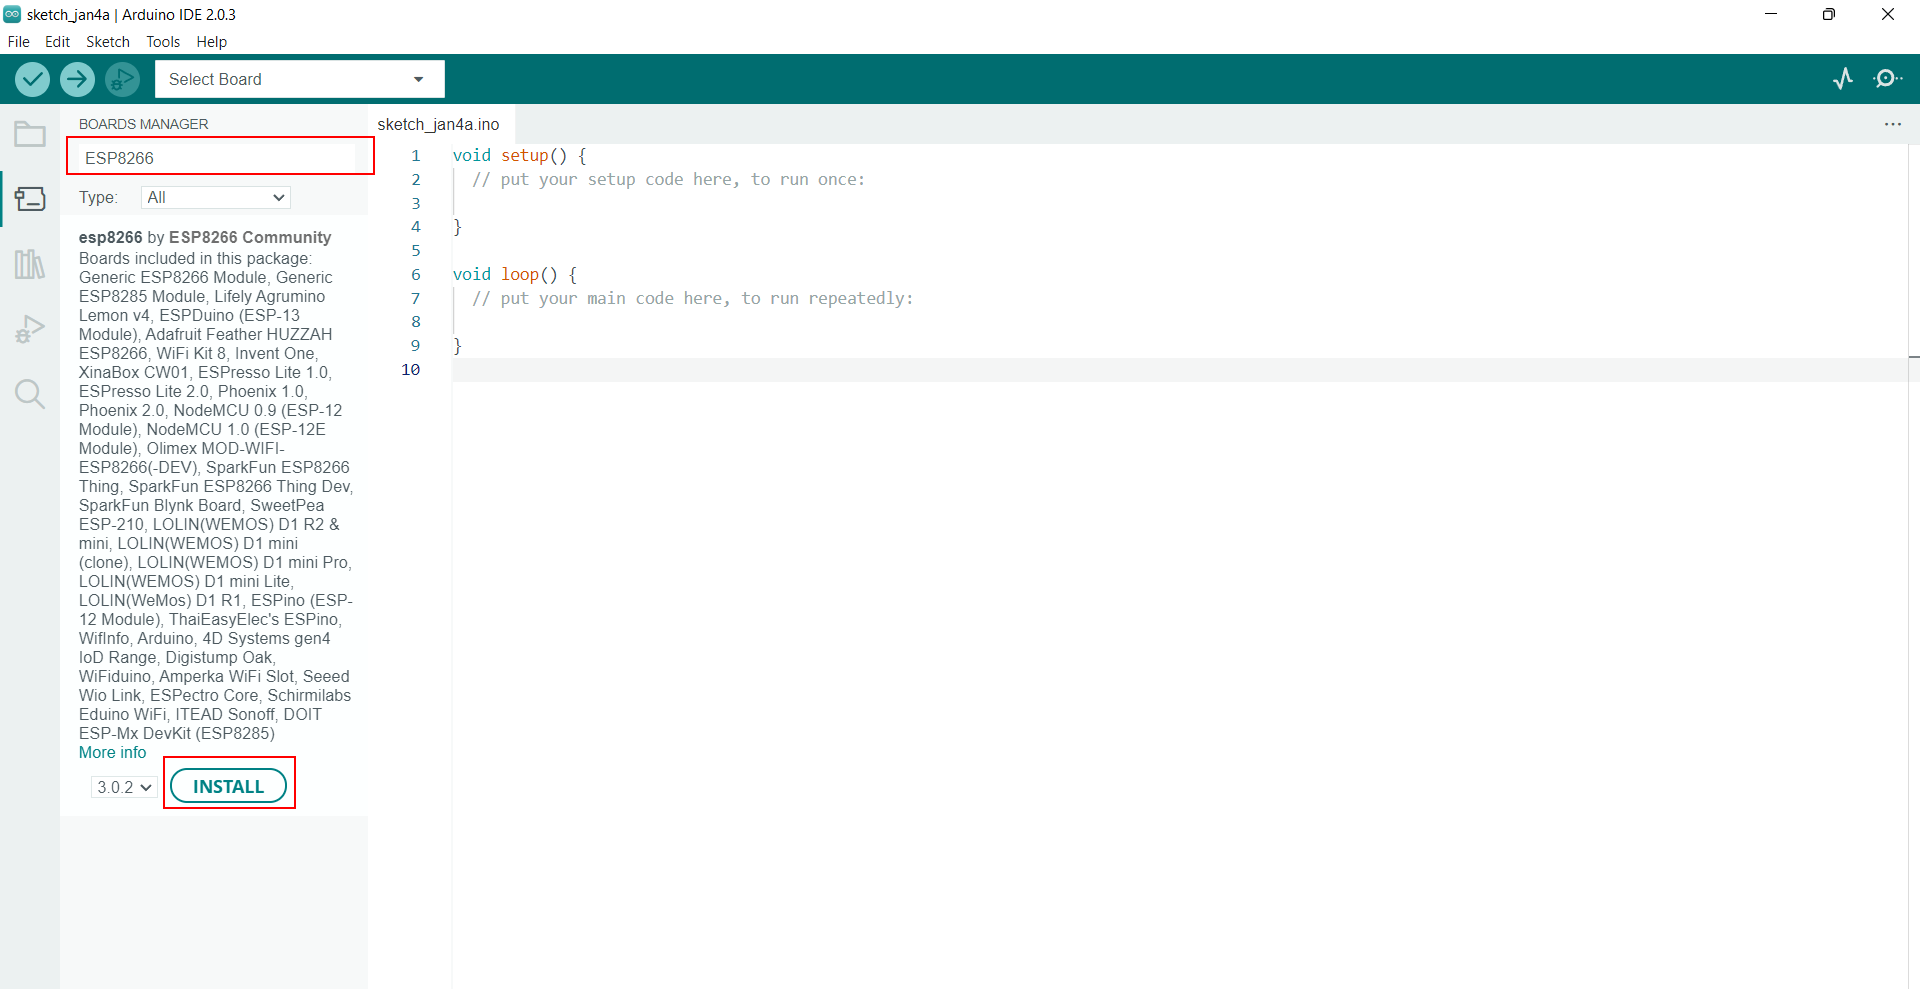 sketch_jan4a | Arduino IDE 2.0.3
File Edit Sketch Tools Help
Select Board
BOARDS MANAGER
ESP8266
Type: All
esp8266 by ESP8266 Community
Boards included in this package:
Generic ESP8266 Module, Generic
ESP8285 Module, Lifely Agrumino
Lemon v4, ESPDuino (ESP-13
Module), Adafruit Feather HUZZAH
ESP8266, WiFi Kit 8, Invent One,
XinaBox CW01, ESPresso Lite 1.0,
ESPresso Lite 2.0, Phoenix 1.0,
Phoenix 2.0, NodeMCU 0.9 (ESP-12
Module), NodeMCU 1.0 (ESP-12E
Module), Olimex MOD-WIFI-
ESP8266(-DEV), SparkFun ESP8266
Thing, SparkFun ESP8266 Thing Dev,
SparkFun Blynk Board, SweetPea
ESP-210, LOLIN(WEMOS) D1 R2 &
mini, LOLIN(WEMOS) D1 mini
(clone), LOLIN(WEMOS) D1 mini Pro,
LOLIN(WEMOS) D1 mini Lite,
LOLIN(WeMos) D1 R1, ESPino (ESP-
12 Module), ThaiEasyElec's ESPino,
WifInfo, Arduino, 4D Systems gen4
IoD Range, Digistump Oak,
WiFiduino, Amperka WiFi Slot, Seeed
Wio Link, ESPectro Core, Schirmilabs
Eduino WiFi, ITEAD Sonoff, DOIT
ESP-Mx DevKit (ESP8285)
More info
3.0.2 INSTALL
sketch_jan4a.ino
1 void setup() {
2 // put your setup code here, to run once:
3
4 }
5
6 void loop() {
7 // put your main code here, to run repeatedly:
8
9 }
10